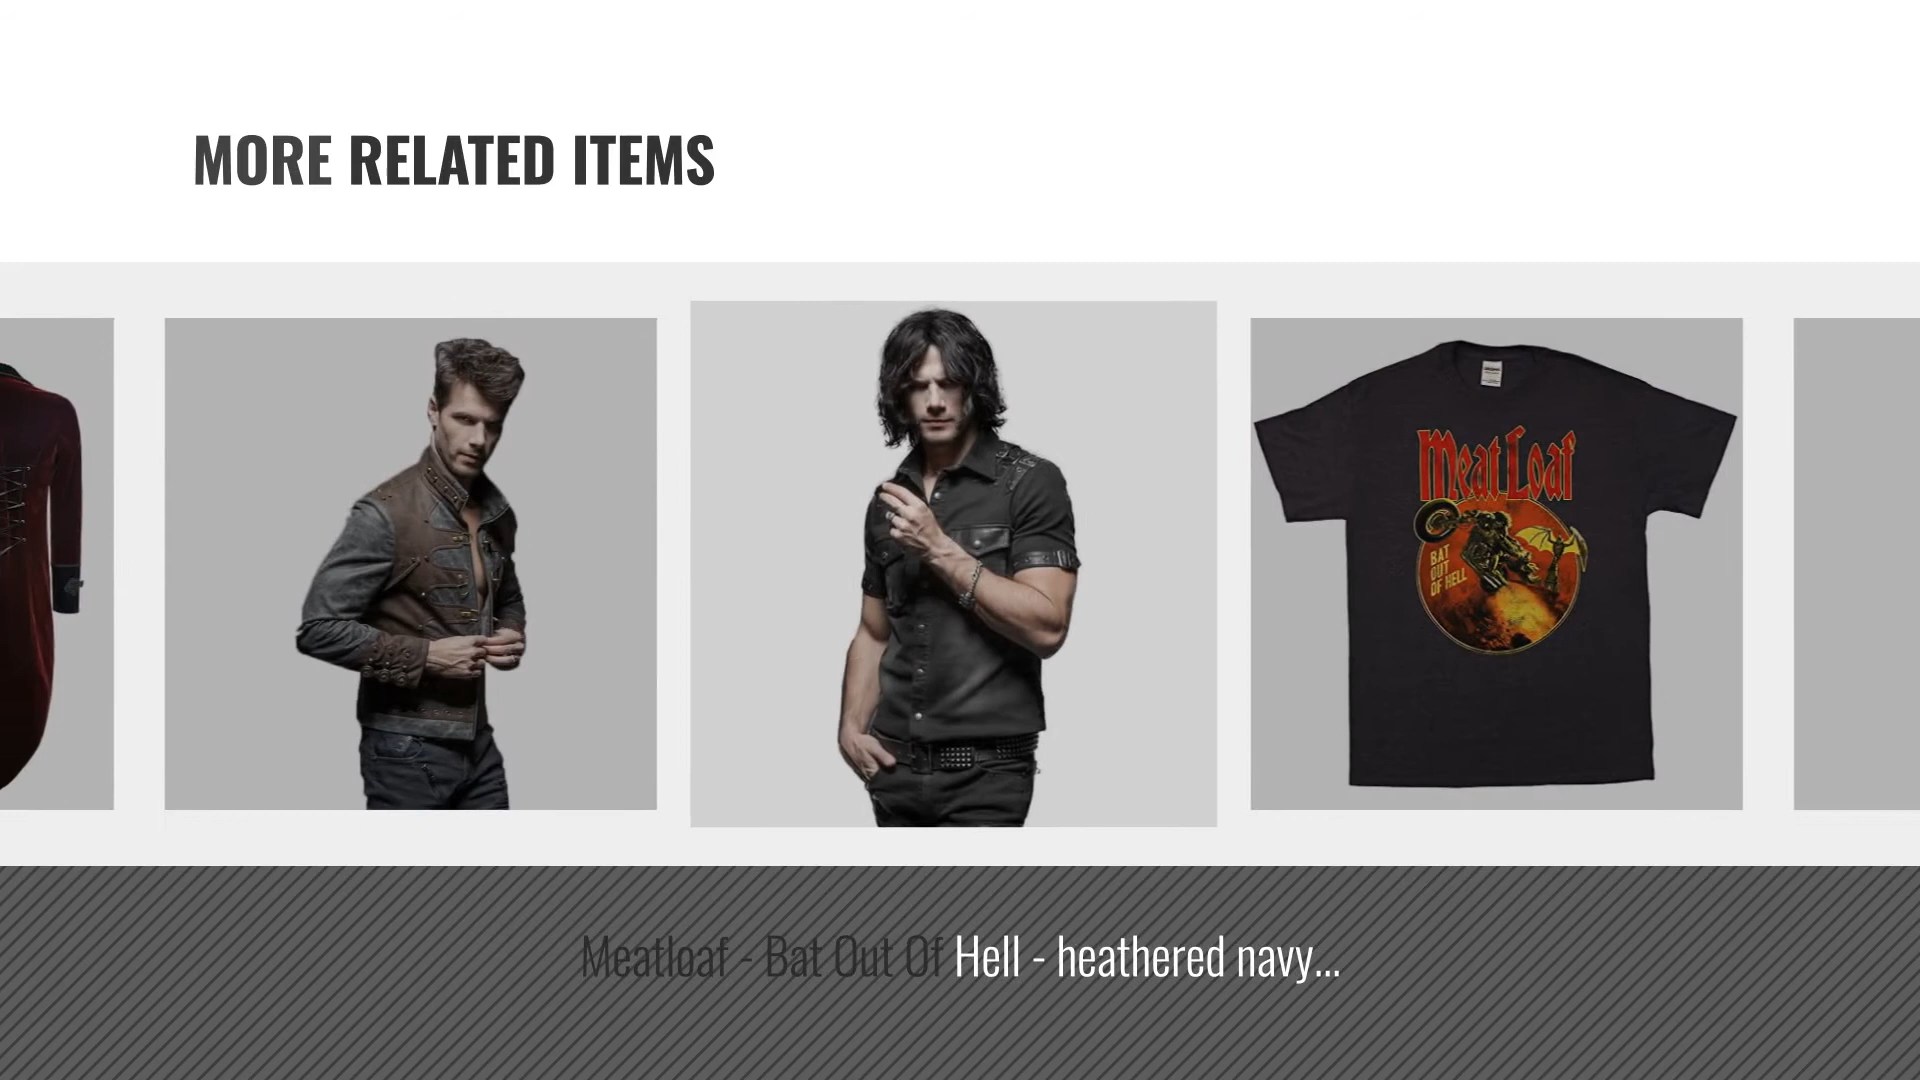 MORE RELATED ITEMS
Meat Loaf
BAT
OUT
OF HELL
Meatloaf - Bat Out Of Hell - heathered navy...